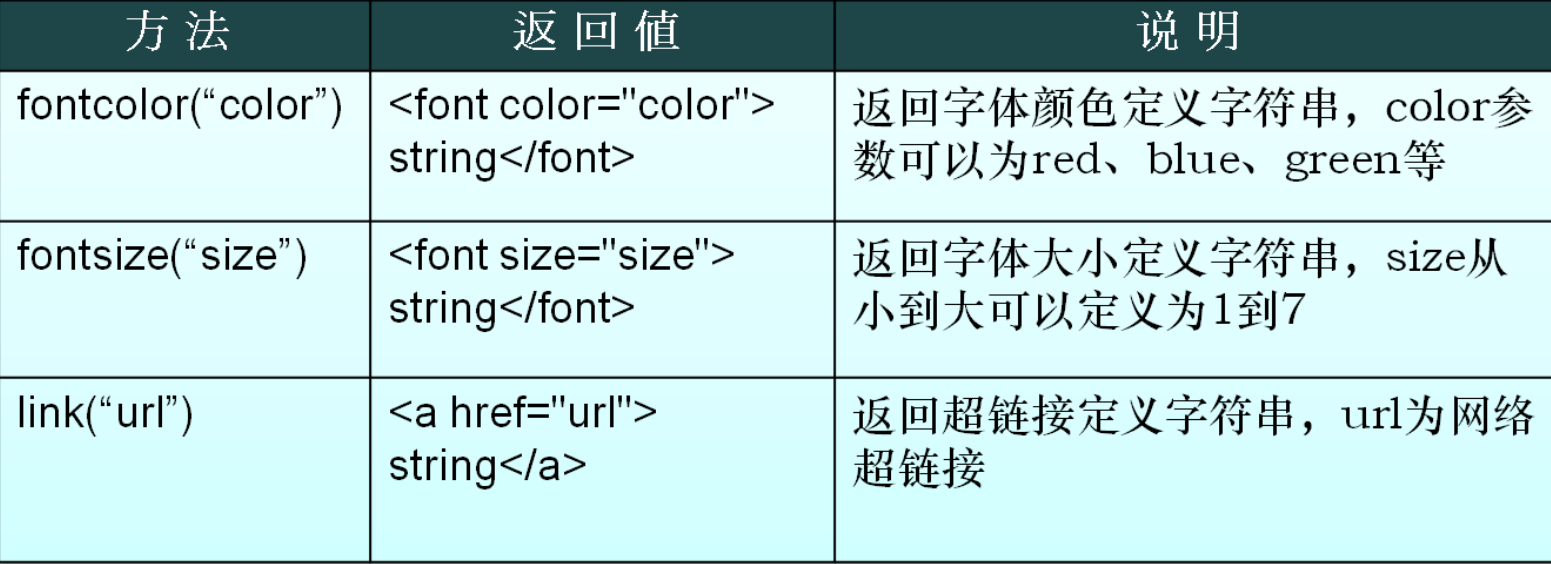 方法 返回值 说明
fontcolor(“color”) <font color="color"> 返回字体颜色定义字符串，color参
string</font> 数可以为red、blue、green等
fontsize(“size”) <font size="size"> 返回字体大小定义字符串，size从
string</font> 小到大可以定义为1到7
link(“url”) <a href="url"> 返回超链接定义字符串，url为网络
string</a> 超链接